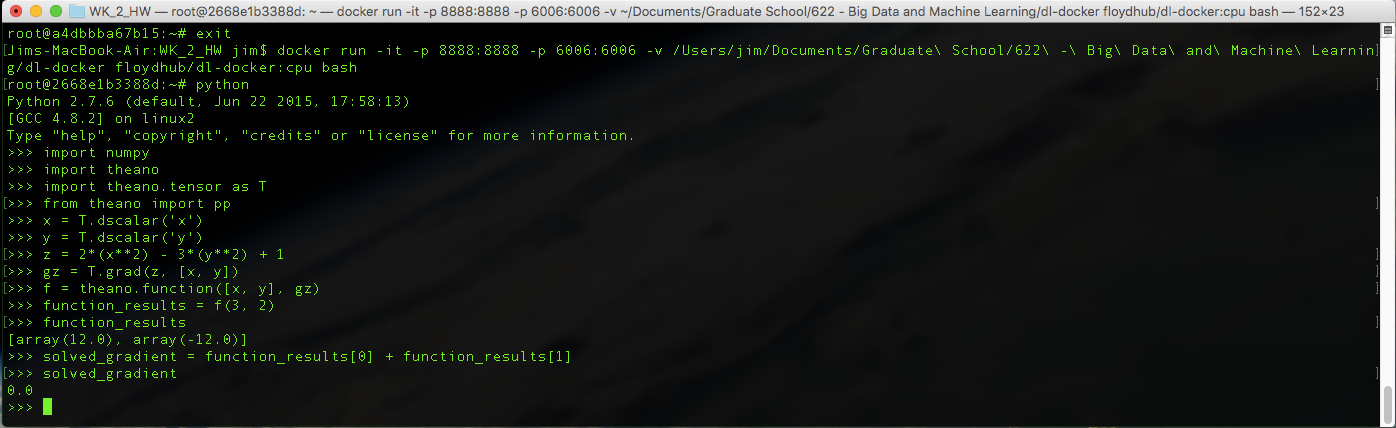 WK_2_HW — root@2668e1b3388d: ~ — docker run -it -p 8888:8888 -p 6006:6006 -v ~/Documents/Graduate School/622 - Big Data and Machine Learning/dl-docker floydhub/dl-docker:cpu bash — 152×23
root@a4dbbba67b15:~# exit
[Jims-MacBook-Air:WK_2_HW jim$ docker run -it -p 8888:8888 -p 6006:6006 -v /Users/jim/Documents/Graduate\ School/622\ -\ Big\ Data\ and\ Machine\ Learnin]
g/dl-docker floydhub/dl-docker:cpu bash
[root@2668e1b3388d:~# python ]
Python 2.7.6 (default, Jun 22 2015, 17:58:13)
[GCC 4.8.2] on linux2
Type "help", "copyright", "credits" or "license" for more information.
>>> import numpy
>>> import theano
>>> import theano.tensor as T
[>>> from theano import pp ]
>>> x = T.dscalar('x')
>>> y = T.dscalar('y')
[>>> z = 2*(x**2) - 3*(y**2) + 1 ]
[>>> gz = T.grad(z, [x, y]) ]
[>>> f = theano.function([x, y], gz) ]
>>> function_results = f(3, 2)
[>>> function_results ]
[array(12.0), array(-12.0)]
>>> solved_gradient = function_results[0] + function_results[1]
[>>> solved_gradient ]
0.0
>>>